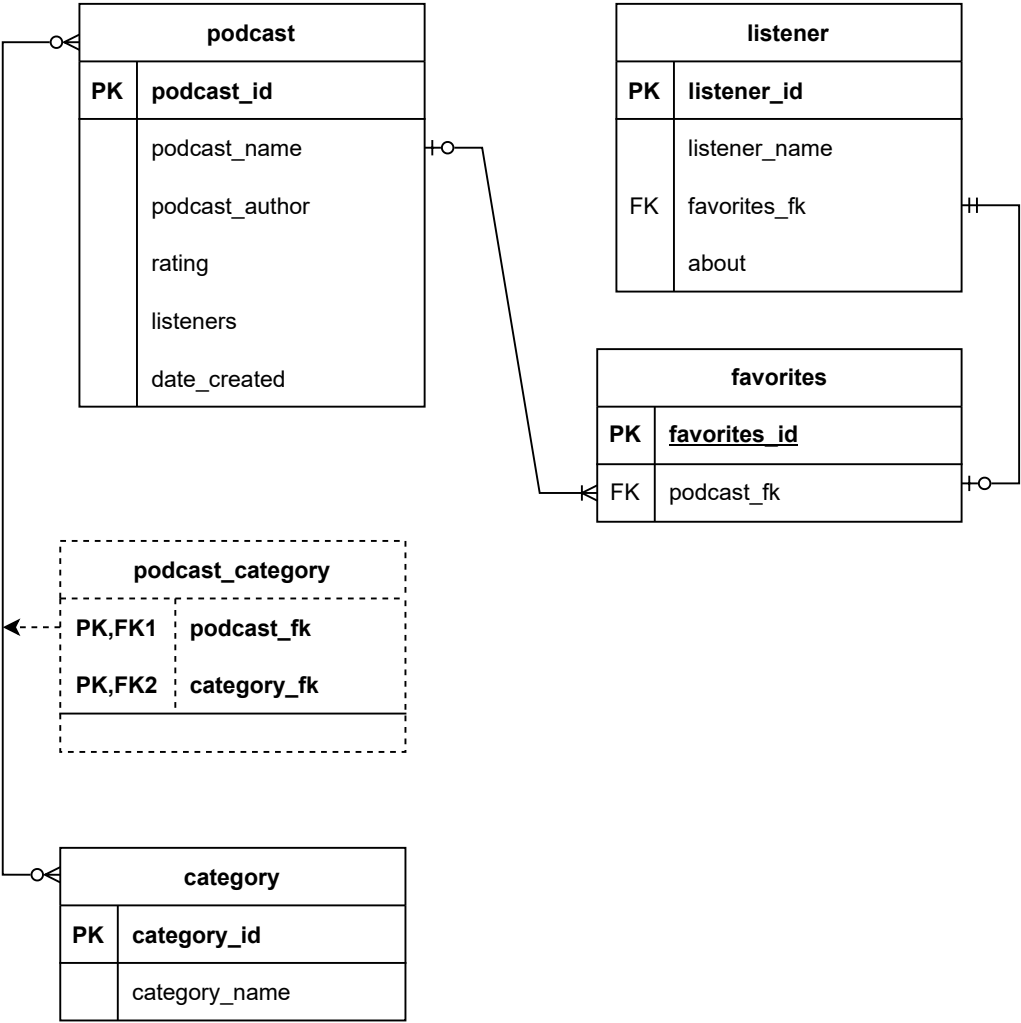 podcast
PK podcast_id
podcast_name
podcast_author
rating
listeners
date_created
listener
PK listener_id
listener_name
FK favorites_fk
about
favorites
PK favorites_id
FK podcast_fk
podcast_category
PK,FK1 podcast_fk
PK,FK2 category_fk
category
PK category_id
category_name